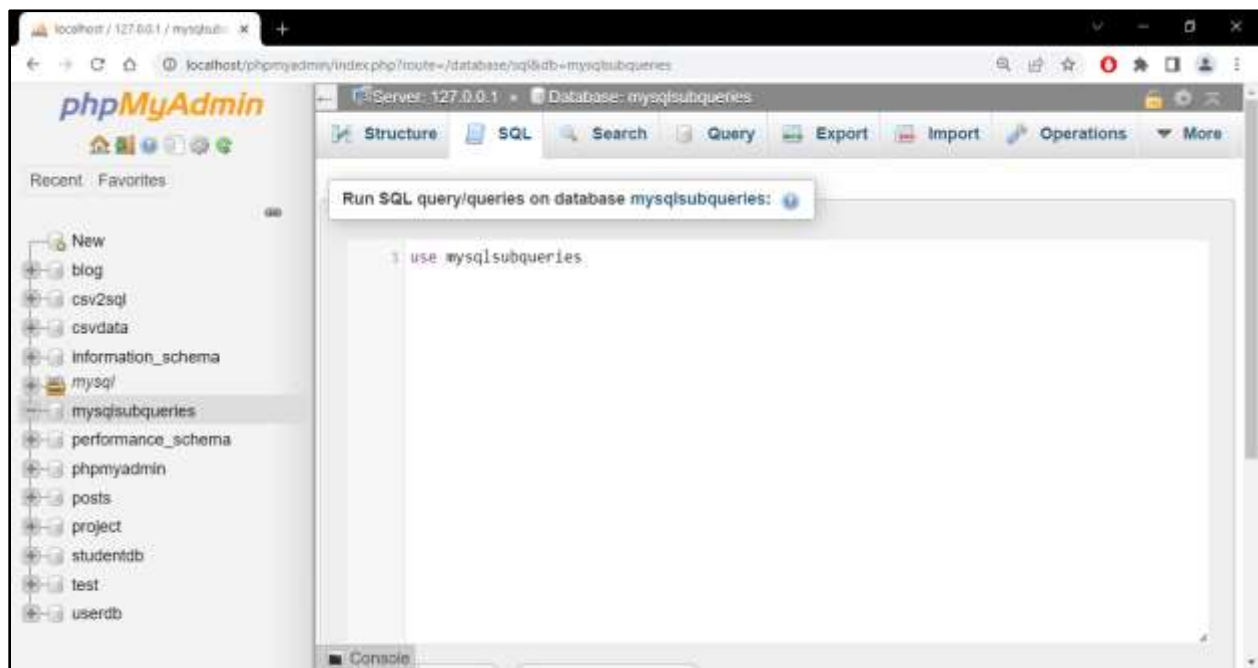 localhost / 127.0.0.1 / mysqlsub
localhost/phpmyadmin/index.php?route=/database/sql&db=mysqlsubqueries
phpMyAdmin
Recent Favorites
New
blog
csv2sql
csvdata
information_schema
mysql
mysqlsubqueries
performance_schema
phpmyadmin
posts
project
studentdb
test
userdb
Server: 127.0.0.1 » Database: mysqlsubqueries
Structure SQL Search Query Export Import Operations More
Run SQL query/queries on database mysqlsubqueries:
1 use mysqlsubqueries
Console